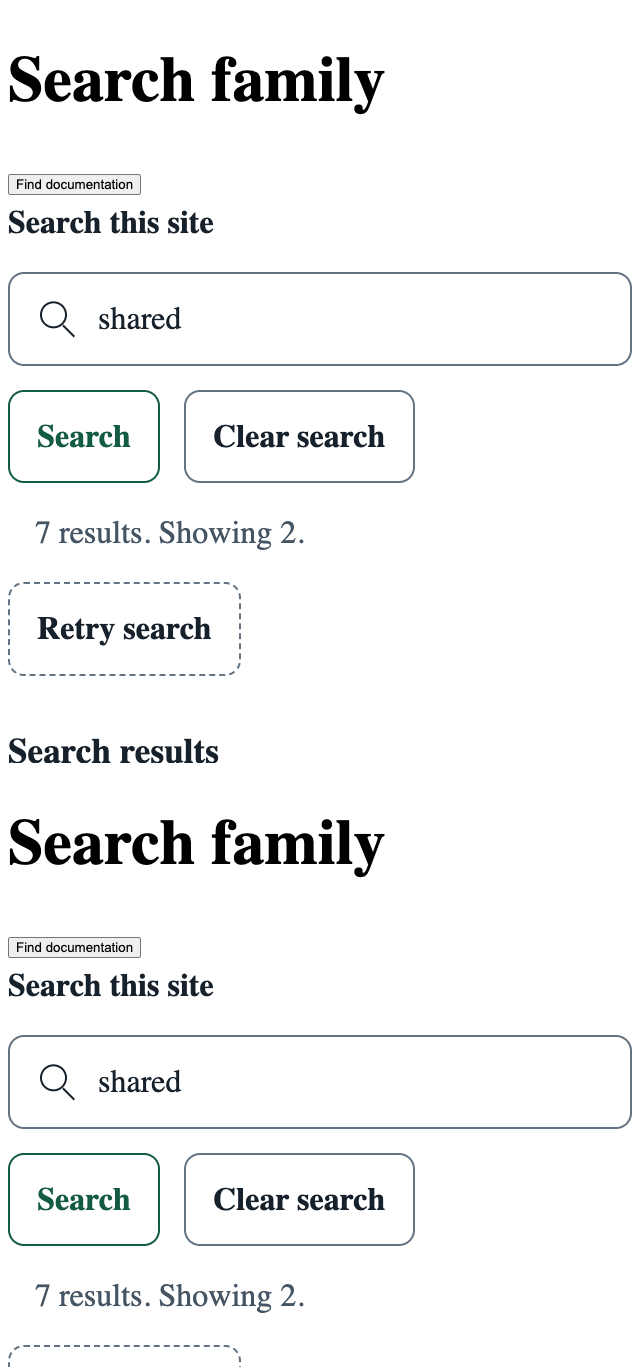 Search family
Find documentation
Search this site
shared
Search Clear search
7 results. Showing 2.
Retry search
Search results
Search family
Find documentation
Search this site
shared
Search Clear search
7 results. Showing 2.